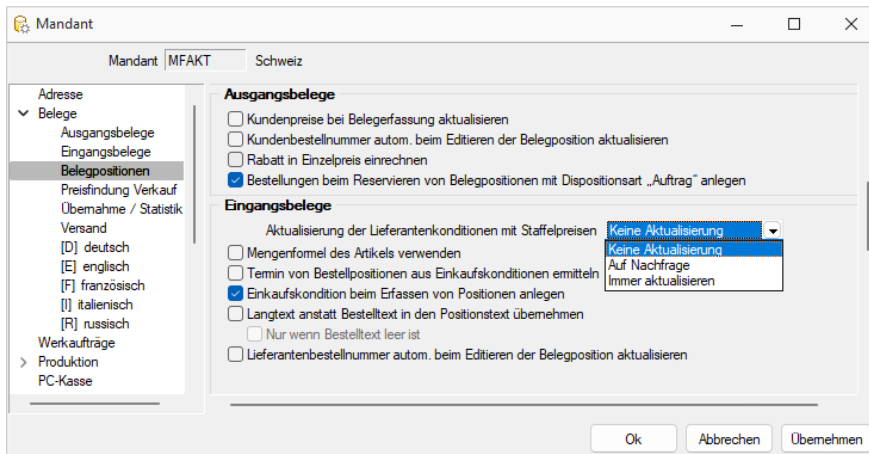 Mandant
Mandant MFAKT Schweiz
Adresse
Belege
Ausgangsbelege
Eingangsbelege
Belegpositionen
Preisfindung Verkauf
Übernahme / Statistik
Versand
[D] deutsch
[E] englisch
[F] französisch
[I] italienisch
[R] russisch
Werkaufträge
Produktion
PC-Kasse
Ausgangsbelege
Kundenpreise bei Belegerfassung aktualisieren
Kundenbestellnummer autom. beim Editieren der Belegposition aktualisieren
Rabatt in Einzelpreis einrechnen
Bestellungen beim Reservieren von Belegpositionen mit Dispositionsart „Auftrag" anlegen
Eingangsbelege
Aktualisierung der Lieferantenkonditionen mit Staffelpreisen Keine Aktualisierung
Keine Aktualisierung
Auf Nachfrage
Immer aktualisieren
Mengenformel des Artikels verwenden
Termin von Bestellpositionen aus Einkaufskonditionen ermitteln
Einkaufskondition beim Erfassen von Positionen anlegen
Langtext anstatt Bestelltext in den Positionstext übernehmen
Nur wenn Bestelltext leer ist
Lieferantenbestellnummer autom. beim Editieren der Belegposition aktualisieren
Ok Abbrechen Übernehmen